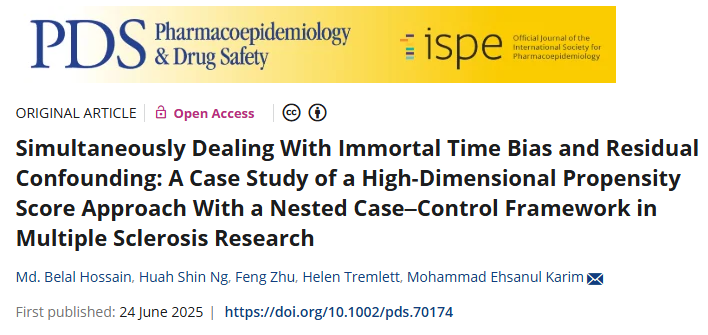 PDS Pharmacoepidemiology
& Drug Safety
ispe
Official Journal of the
International Society for
Pharmacoepidemiology
ORIGINAL ARTICLE Open Access cc
Simultaneously Dealing With Immortal Time Bias and Residual
Confounding: A Case Study of a High-Dimensional Propensity
Score Approach With a Nested Case–Control Framework in
Multiple Sclerosis Research
Md. Belal Hossain, Huah Shin Ng, Feng Zhu, Helen Tremlett, Mohammad Ehsanul Karim
First published: 24 June 2025 | https://doi.org/10.1002/pds.70174